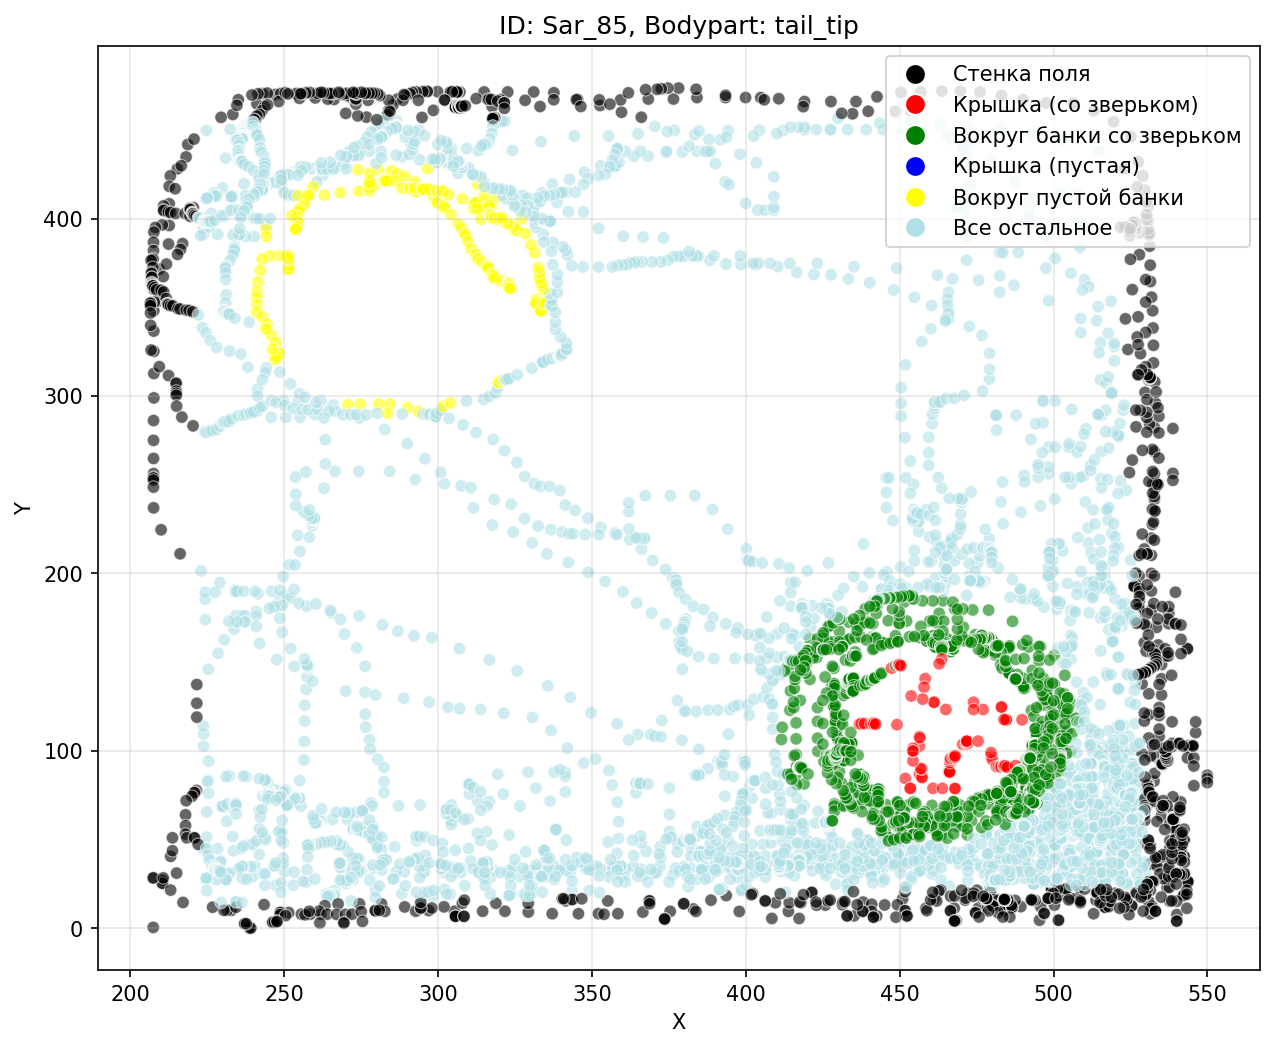 ID: Sar_85, Bodypart: tail_tip
Стенка поля
Крышка (со зверьком)
Вокруг банки со зверьком
Крышка (пустая)
Вокруг пустой банки
Все остальное
Y
400
300
200
100
0
200
250
300
350
400
450
500
550
X